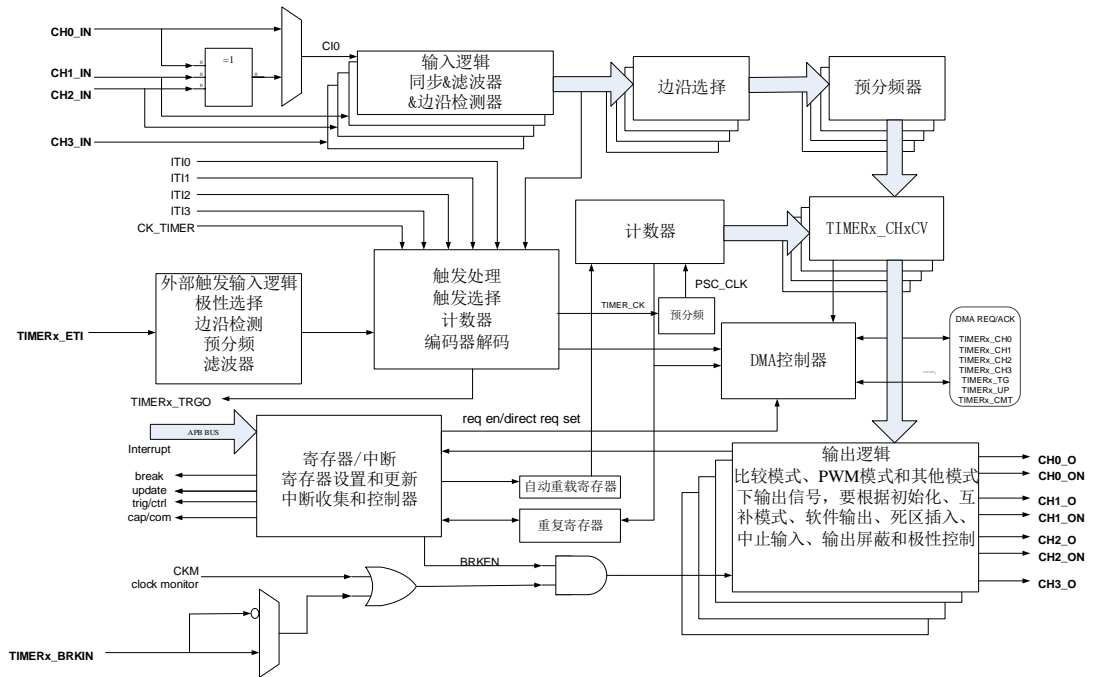 CH0_IN
CH1_IN
CH2_IN
CH3_IN
=1
CI0
输入逻辑
同步&滤波器
&边沿检测器
边沿选择
预分频器
ITI0
ITI1
ITI2
ITI3
CK_TIMER
计数器
TIMERx_CHxCV
触发处理
触发选择
计数器
编码器解码
外部触发输入逻辑
极性选择
边沿检测
预分频
滤波器
TIMERx_ETI
TIMER_CK
PSC_CLK
预分频
DMA控制器
DMA REQ/ACK
TIMERx_CH0
TIMERx_CH1
TIMERx_CH2
TIMERx_CH3
TIMERx_TG
TIMERx_UP
TIMERx_CMT
TIMERx_TRGO
req en/direct req set
APB BUS
Interrupt
break
update
trig/ctrl
cap/com
寄存器/中断
寄存器设置和更新
中断收集和控制器
自动重载寄存器
重复寄存器
输出逻辑
比较模式、PWM模式和其他模式
下输出信号,要根据初始化、互
补模式、软件输出、死区插入、
中止输入、输出屏蔽和极性控制
CH0_O
CH0_ON
CH1_O
CH1_ON
CH2_O
CH2_ON
CH3_O
BRKEN
CKM
clock monitor
TIMERx_BRKIN